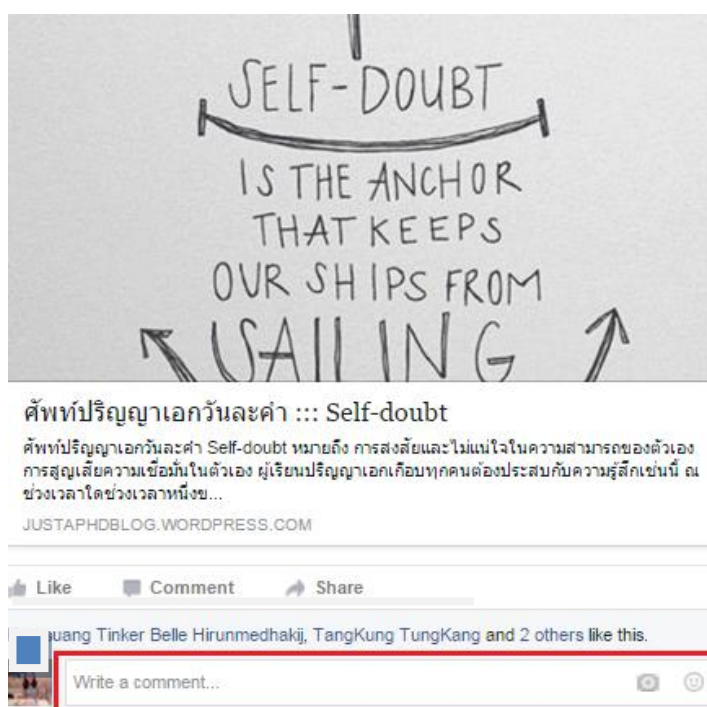 SELF-DOUBT
IS THE ANCHOR
THAT KEEPS
OUR SHIPS FROM
SAILING
ศัพท์ปริญญาเอกวันละคำ ::: Self-doubt
ศัพท์ปริญญาเอกวันละคำ Self-doubt หมายถึง การสงสัยและไม่แน่ใจในความสามารถของตัวเอง
การสูญเสียความเชื่อมั่นในตัวเอง ผู้เรียนปริญญาเอกเกือบทุกคนต้องประสบกับความรู้สึกเช่นนี้ ณ
ช่วงเวลาใดช่วงเวลาหนึ่งข...
JUSTAPHDBLOG.WORDPRESS.COM
Like Comment Share
Tinker Belle Hirunmedhakij, TangKung TungKang and 2 others like this.
Write a comment...